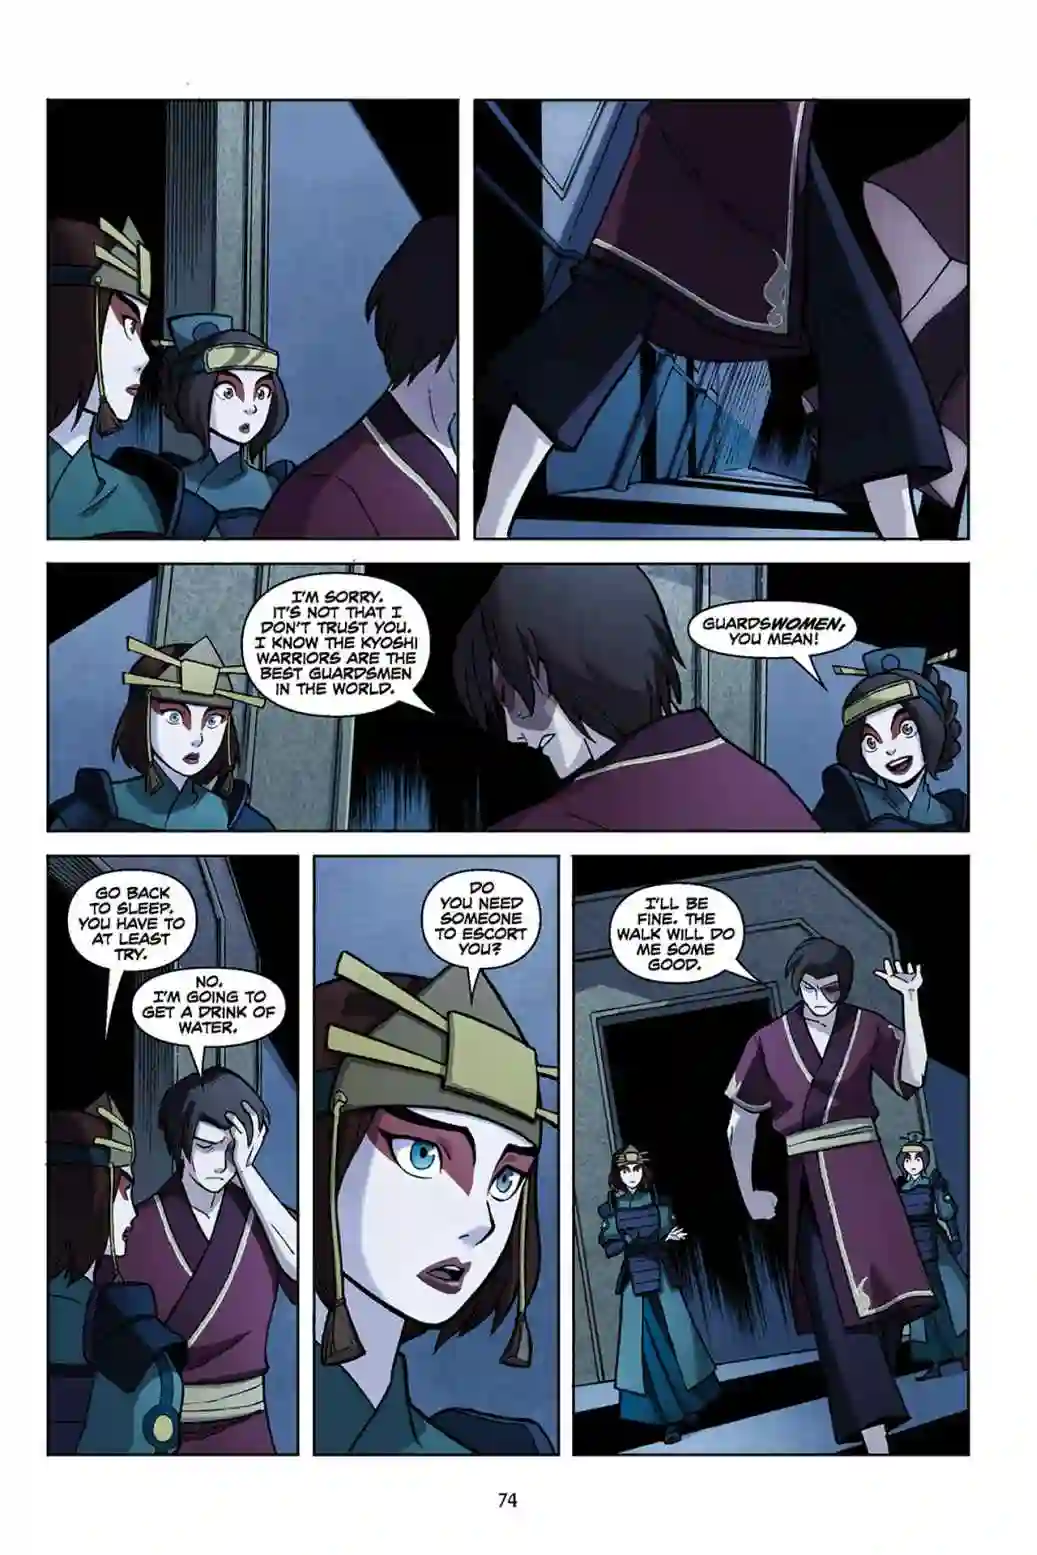 I'M SORRY.
IT'S NOT THAT I
DON'T TRUST YOU.
I KNOW THE KYOSHI
WARRIORS ARE THE
BEST GUARDSMEN
IN THE WORLD.
GUARDSWOMEN,
YOU MEAN!
GO BACK
TO SLEEP.
YOU HAVE TO
AT LEAST
TRY.
NO.
I'M GOING TO
GET A DRINK OF
WATER.
DO
YOU NEED
SOMEONE
TO ESCORT
YOU?
I'LL BE
FINE. THE
WALK WILL DO
ME SOME
GOOD.
74